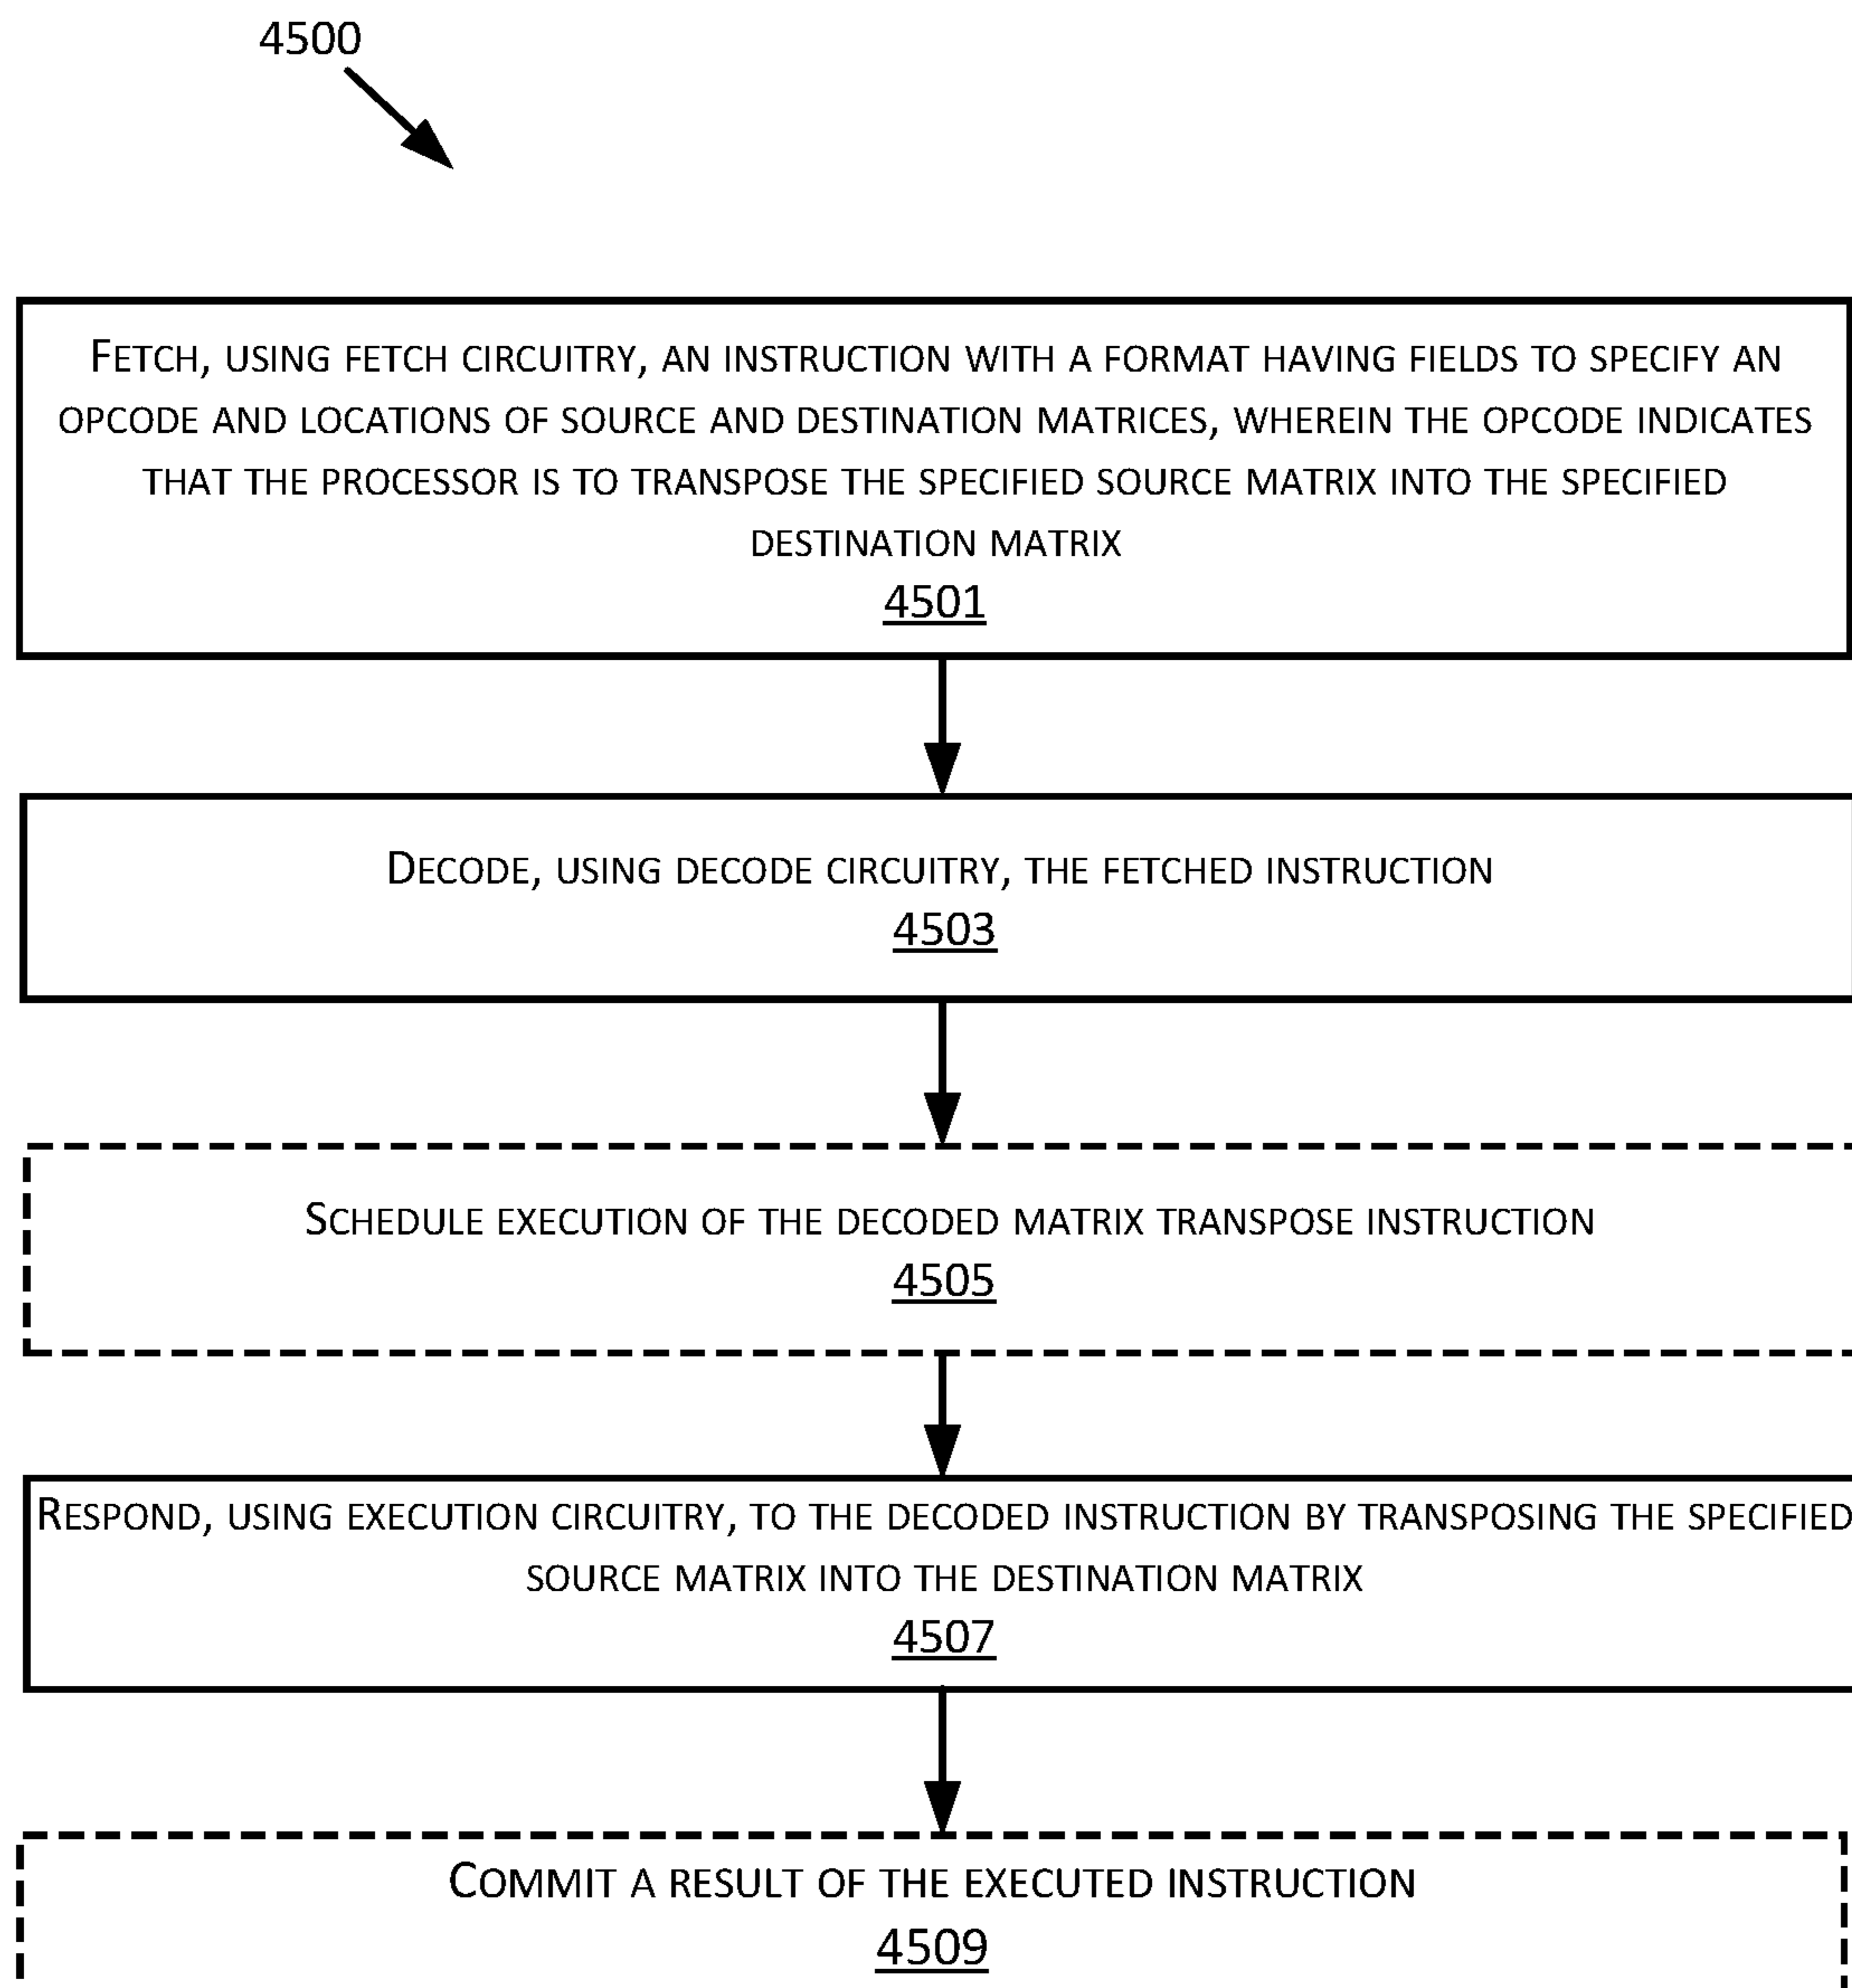 4500
FETCH, USING FETCH CIRCUITRY, AN INSTRUCTION WITH A FORMAT HAVING FIELDS TO SPECIFY AN
OPCODE AND LOCATIONS OF SOURCE AND DESTINATION MATRICES, WHEREIN THE OPCODE INDICATES
THAT THE PROCESSOR IS TO TRANSPOSE THE SPECIFIED SOURCE MATRIX INTO THE SPECIFIED
DESTINATION MATRIX
4501
DECODE, USING DECODE CIRCUITRY, THE FETCHED INSTRUCTION
4503
SCHEDULE EXECUTION OF THE DECODED MATRIX TRANSPOSE INSTRUCTION
4505
RESPOND, USING EXECUTION CIRCUITRY, TO THE DECODED INSTRUCTION BY TRANSPOSING THE SPECIFIED
SOURCE MATRIX INTO THE DESTINATION MATRIX
4507
COMMIT A RESULT OF THE EXECUTED INSTRUCTION
4509